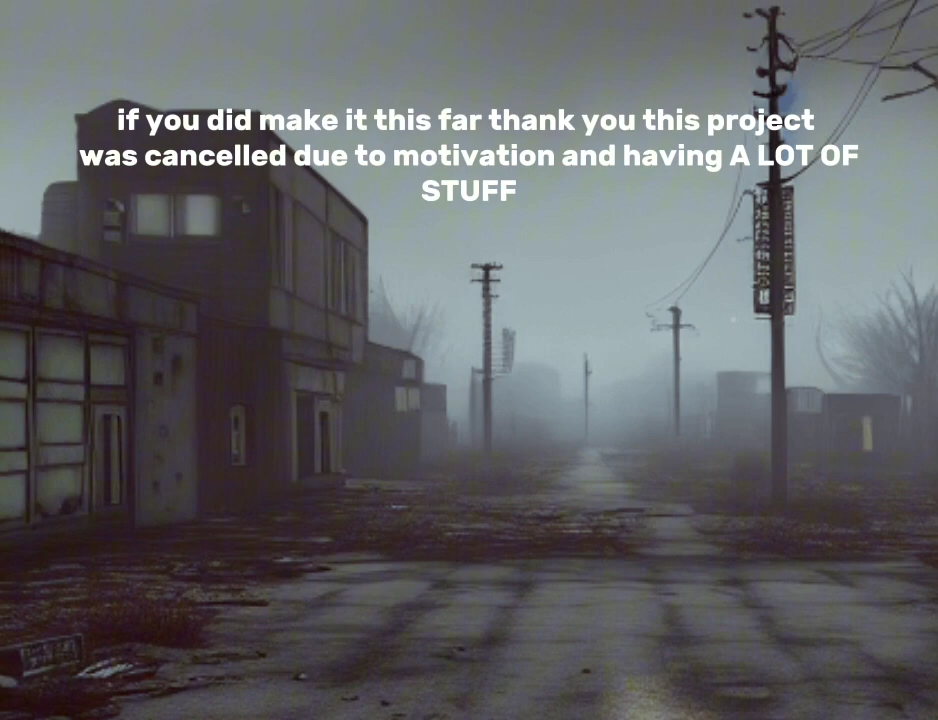 if you did make it this far thank you this project
was cancelled due to motivation and having A LOT OF
STUFF